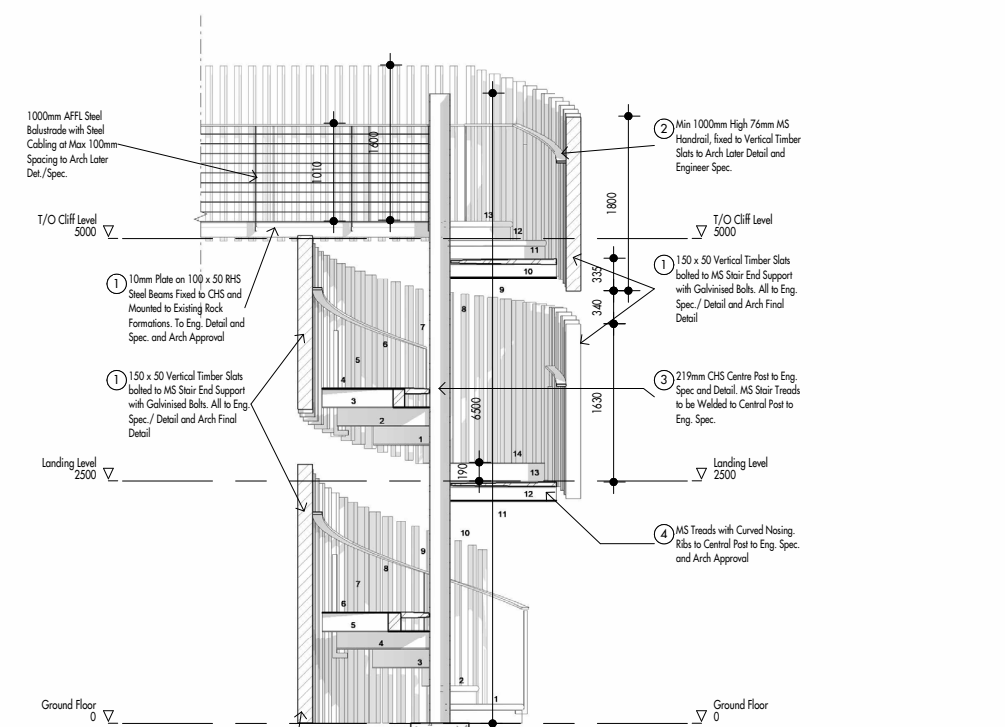 1000mm AFFL Steel
Balustrade with Steel
Cabling at Max 100mm
Spacing to Arch Later
Det./Spec.
T/O Cliff Level
5000
1
10mm Plate on 100 x 50 RHS
Steel Beams Fixed to CHS and
Mounted to Existing Rock
Formations. To Eng. Detail and
Spec. and Arch Approval
1
150 x 50 Vertical Timber Slats
bolted to MS Stair End Support
with Galvinised Bolts. All to Eng.
Spec./ Detail and Arch Final
Detail
Landing Level
2500
Ground Floor
0
1010
1600
6500
190
13
12
11
10
9
8
7
6
5
4
3
2
1
14
13
12
11
10
9
8
7
6
5
4
3
2
1
1800
335
340
1630
2
Min 1000mm High 76mm MS
Handrail, fixed to Vertical Timber
Slats to Arch Later Detail and
Engineer Spec.
T/O Cliff Level
5000
1
150 x 50 Vertical Timber Slats
bolted to MS Stair End Support
with Galvinised Bolts. All to Eng.
Spec./ Detail and Arch Final
Detail
3
219mm CHS Centre Post to Eng.
Spec and Detail. MS Stair Treads
to be Welded to Central Post to
Eng. Spec.
Landing Level
2500
4
MS Treads with Curved Nosing.
Ribs to Central Post to Eng. Spec.
and Arch Approval
Ground Floor
0